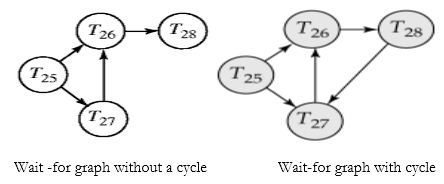 T26 T28
T25
T27
T26 T28
T25
T27
Wait -for graph without a cycle
Wait-for graph with cycle